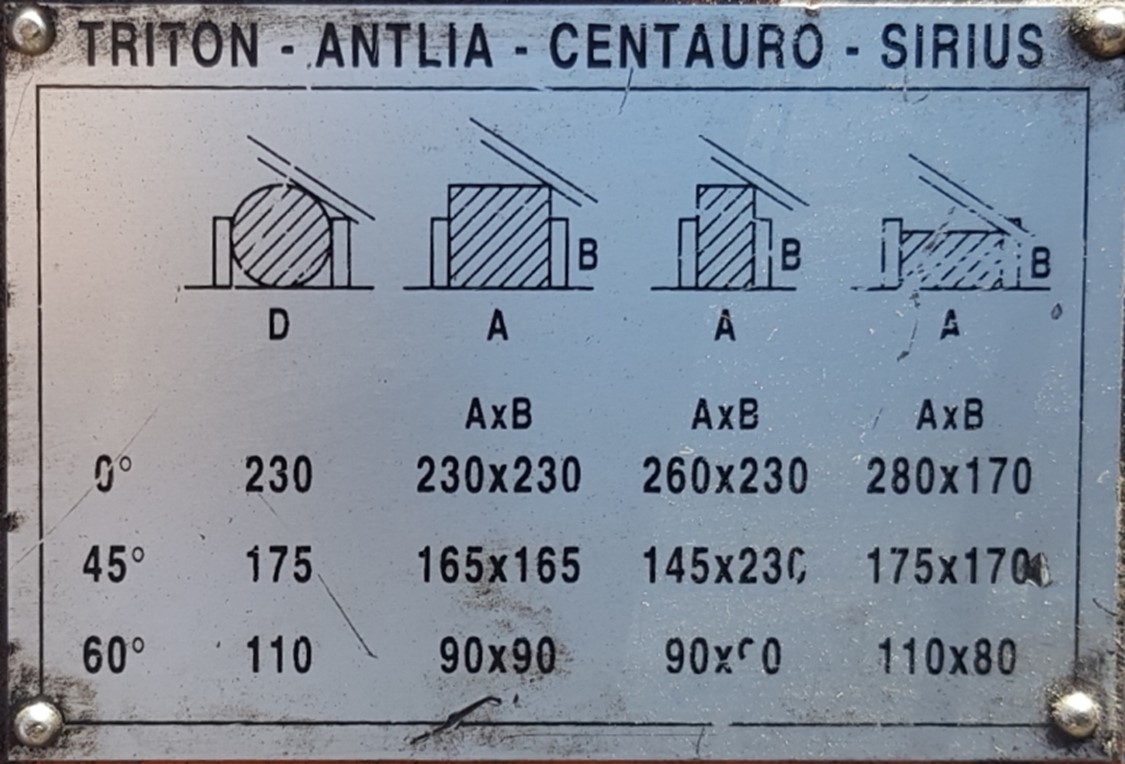 TRITON - ANTLIA - CENTAURO - SIRIUS
B B B
D A A A
AxB AxB AxB
0° 230 230x230 260x230 280x170
45° 175 165x165 145x230 175x170
60° 110 90x90 110x80